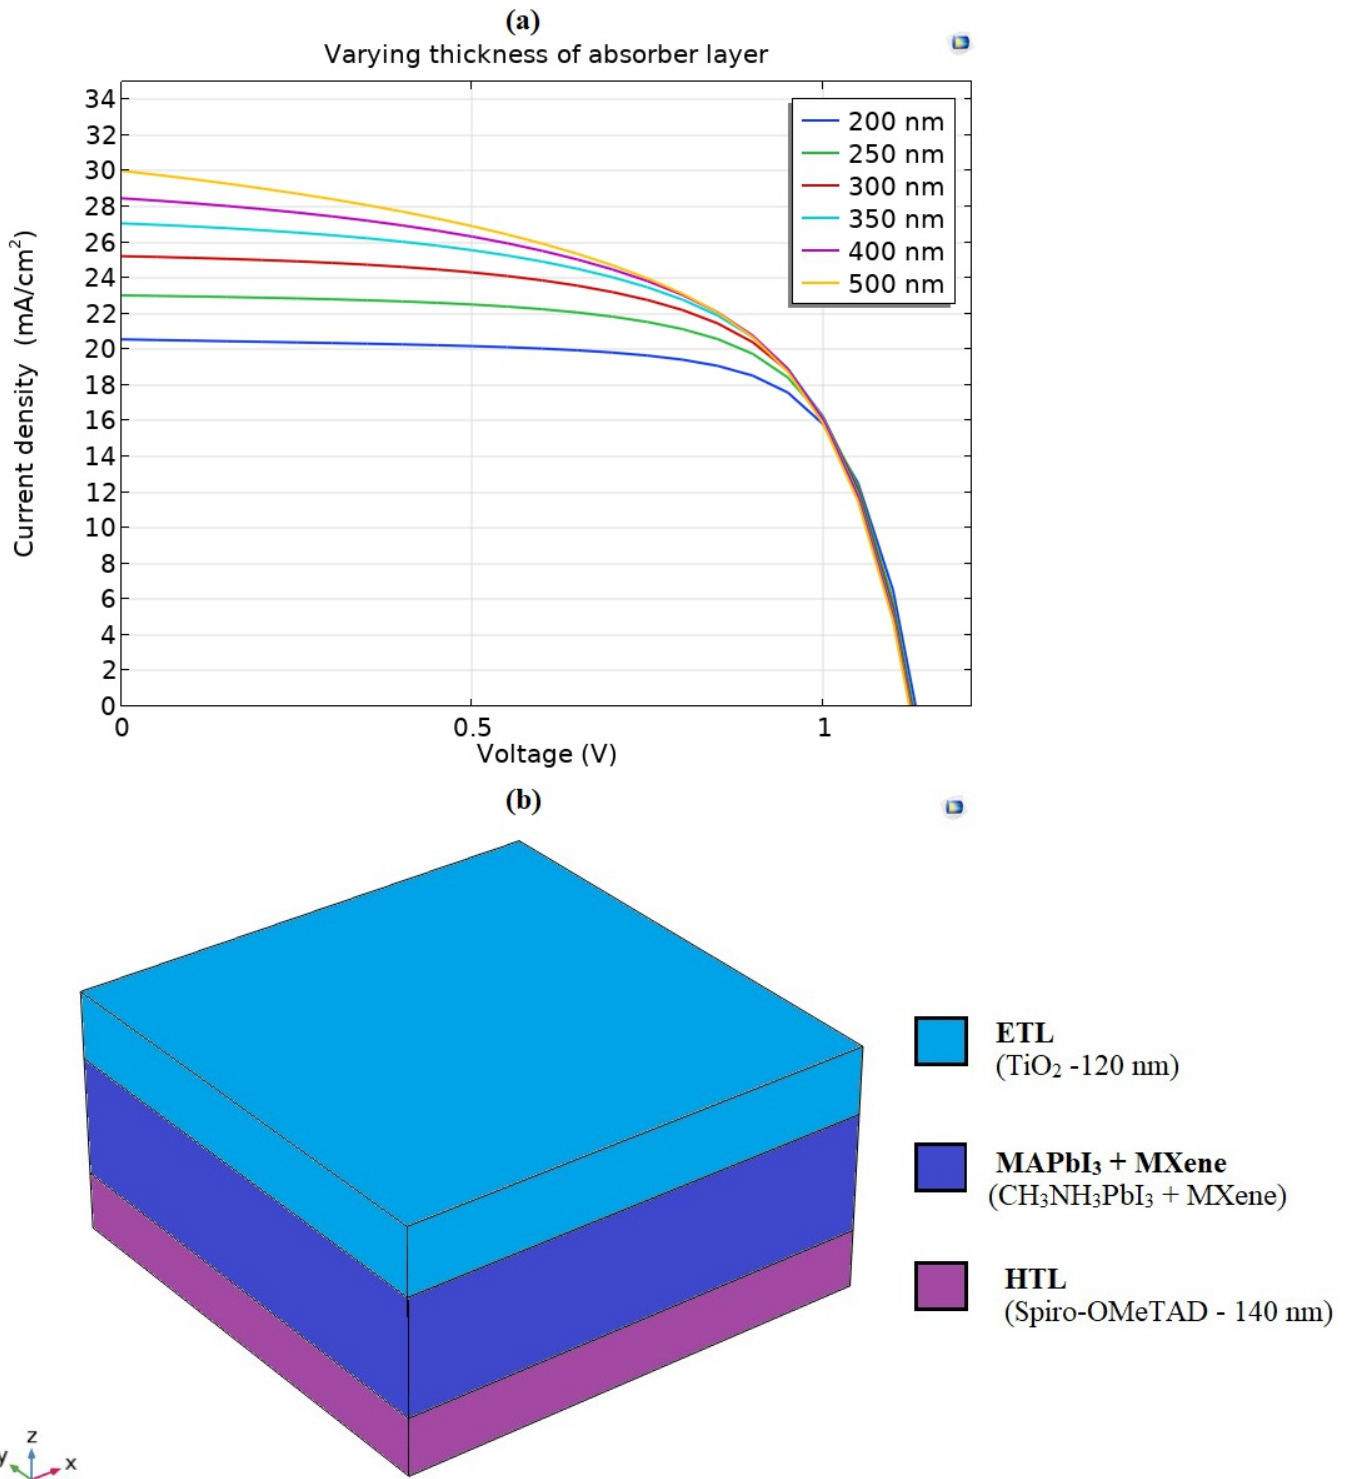 (a)
Varying thickness of absorber layer
34
32
30
28
26
24
22
20
18
16
14
12
10
8
6
4
2
0
Current density (mA/cm²)
200 nm
250 nm
300 nm
350 nm
400 nm
500 nm
0
0.5
1
Voltage (V)
(b)
ETL
(TiO₂ -120 nm)
MAPbI₃ + MXene
(CH₃NH₃PbI₃ + MXene)
HTL
(Spiro-OMeTAD - 140 nm)
z
y
x